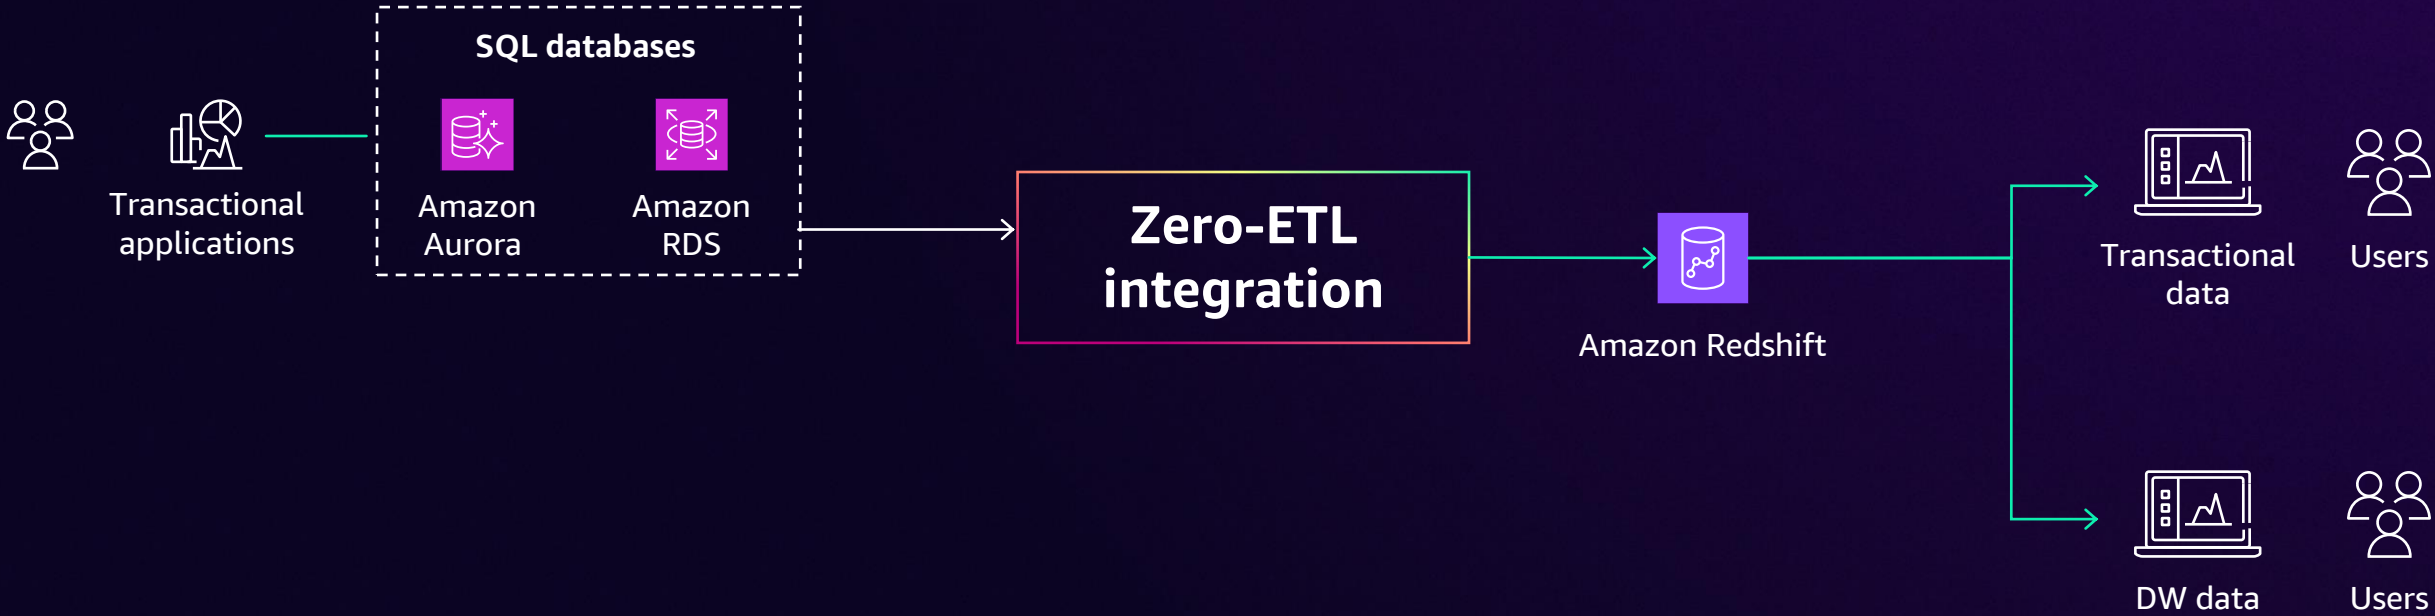 SQL databases
Transactional
applications
Amazon
Aurora
Amazon
RDS
Zero-ETL
integration
Amazon Redshift
Transactional
data
Users
DW data
Users